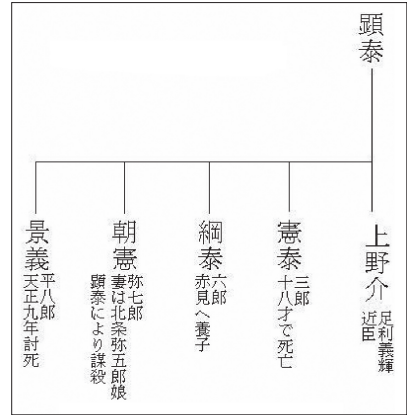 顕泰
上野介
足利義輝
近臣
憲泰
三郎
十八才で死亡
綱泰
六郎
赤見へ養子
朝憲
弥七郎
妻は北条弥五郎娘
顕泰により謀殺
景義
平八郎
天正九年討死